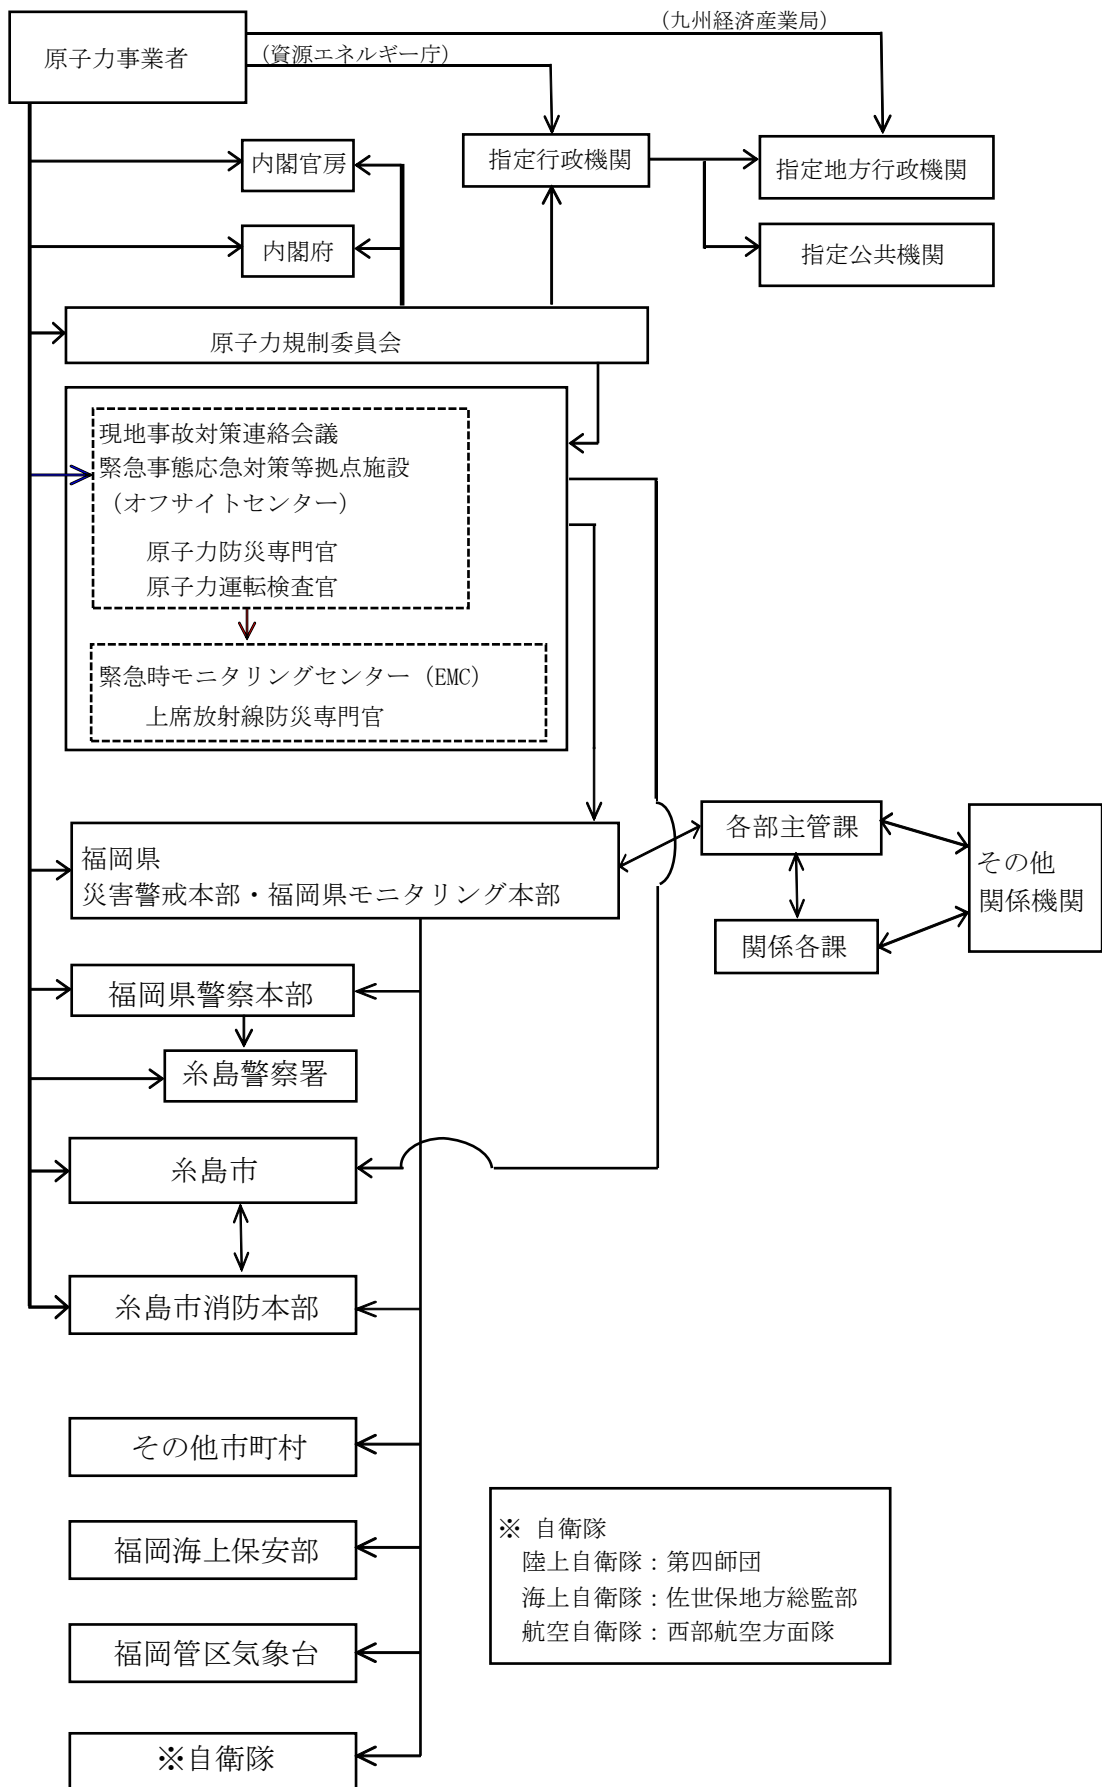 (九州経済産業局)
原子力事業者
(資源エネルギー庁)
内閣官房
指定行政機関
指定地方行政機関
内閣府
指定公共機関
原子力規制委員会
現地事故対策連絡会議
緊急事態応急対策等拠点施設
(オフサイトセンター)
原子力防災専門官
原子力運転検査官
緊急時モニタリングセンター (EMC)
上席放射線防災専門官
各部主管課
福岡県
災害警戒本部・福岡県モニタリング本部
その他
関係機関
関係各課
福岡県警察本部
糸島警察署
糸島市
糸島市消防本部
その他市町村
福岡海上保安部
福岡管区気象台
※自衛隊
※ 自衛隊
陸上自衛隊：第四師団
海上自衛隊：佐世保地方総監部
航空自衛隊：西部航空方面隊